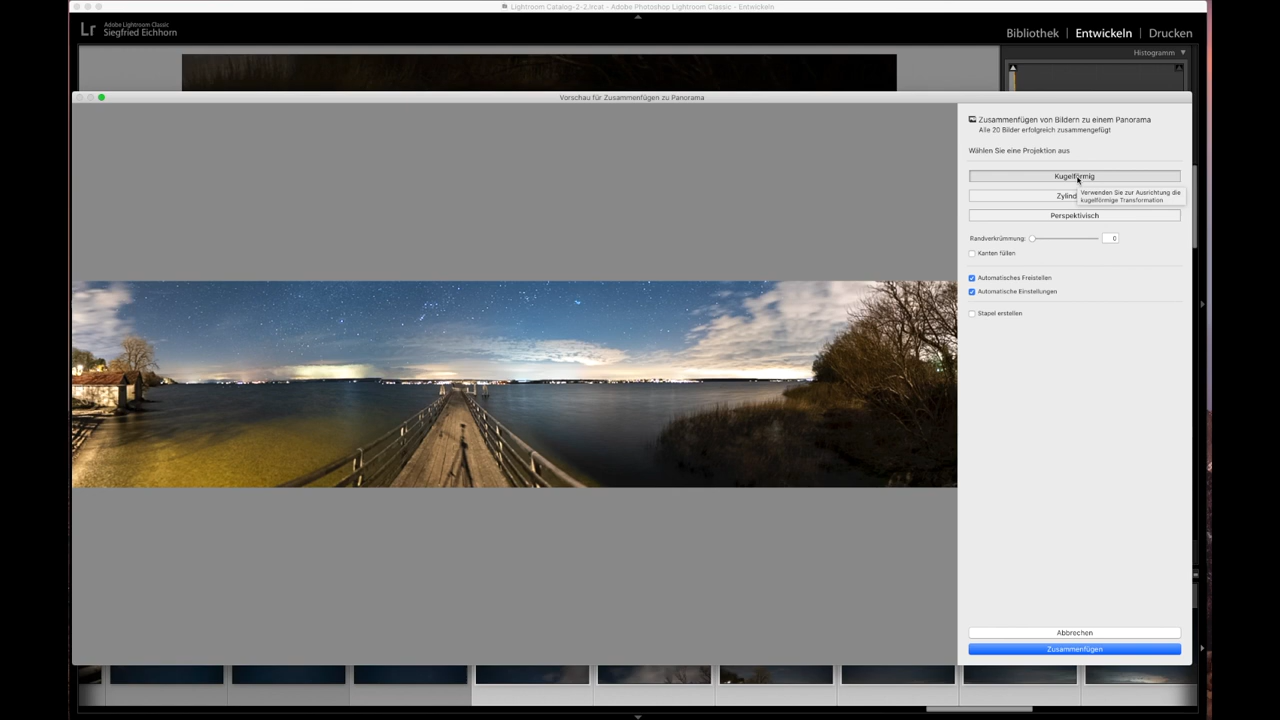 Lightroom Catalog-2-2.lrcat - Adobe Photoshop Lightroom Classic - Entwickeln
Lr
Adobe Lightroom Classic
Siegfried Eichhorn
Bibliothek | Entwickeln | Drucken
Histogramm
Vorschau für Zusammenfügen zu Panorama
Zusammenfügen von Bildern zu einem Panorama
Alle 20 Bilder erfolgreich zusammengefügt
Wählen Sie eine Projektion aus
Kugelförmig
Zylind
Verwenden Sie zur Ausrichtung die
kugelförmige Transformation
Perspektivisch
Randverkrümmung: 0
Kanten füllen
Automatisches Freistellen
Automatische Einstellungen
Stapel erstellen
Abbrechen
Zusammenfügen